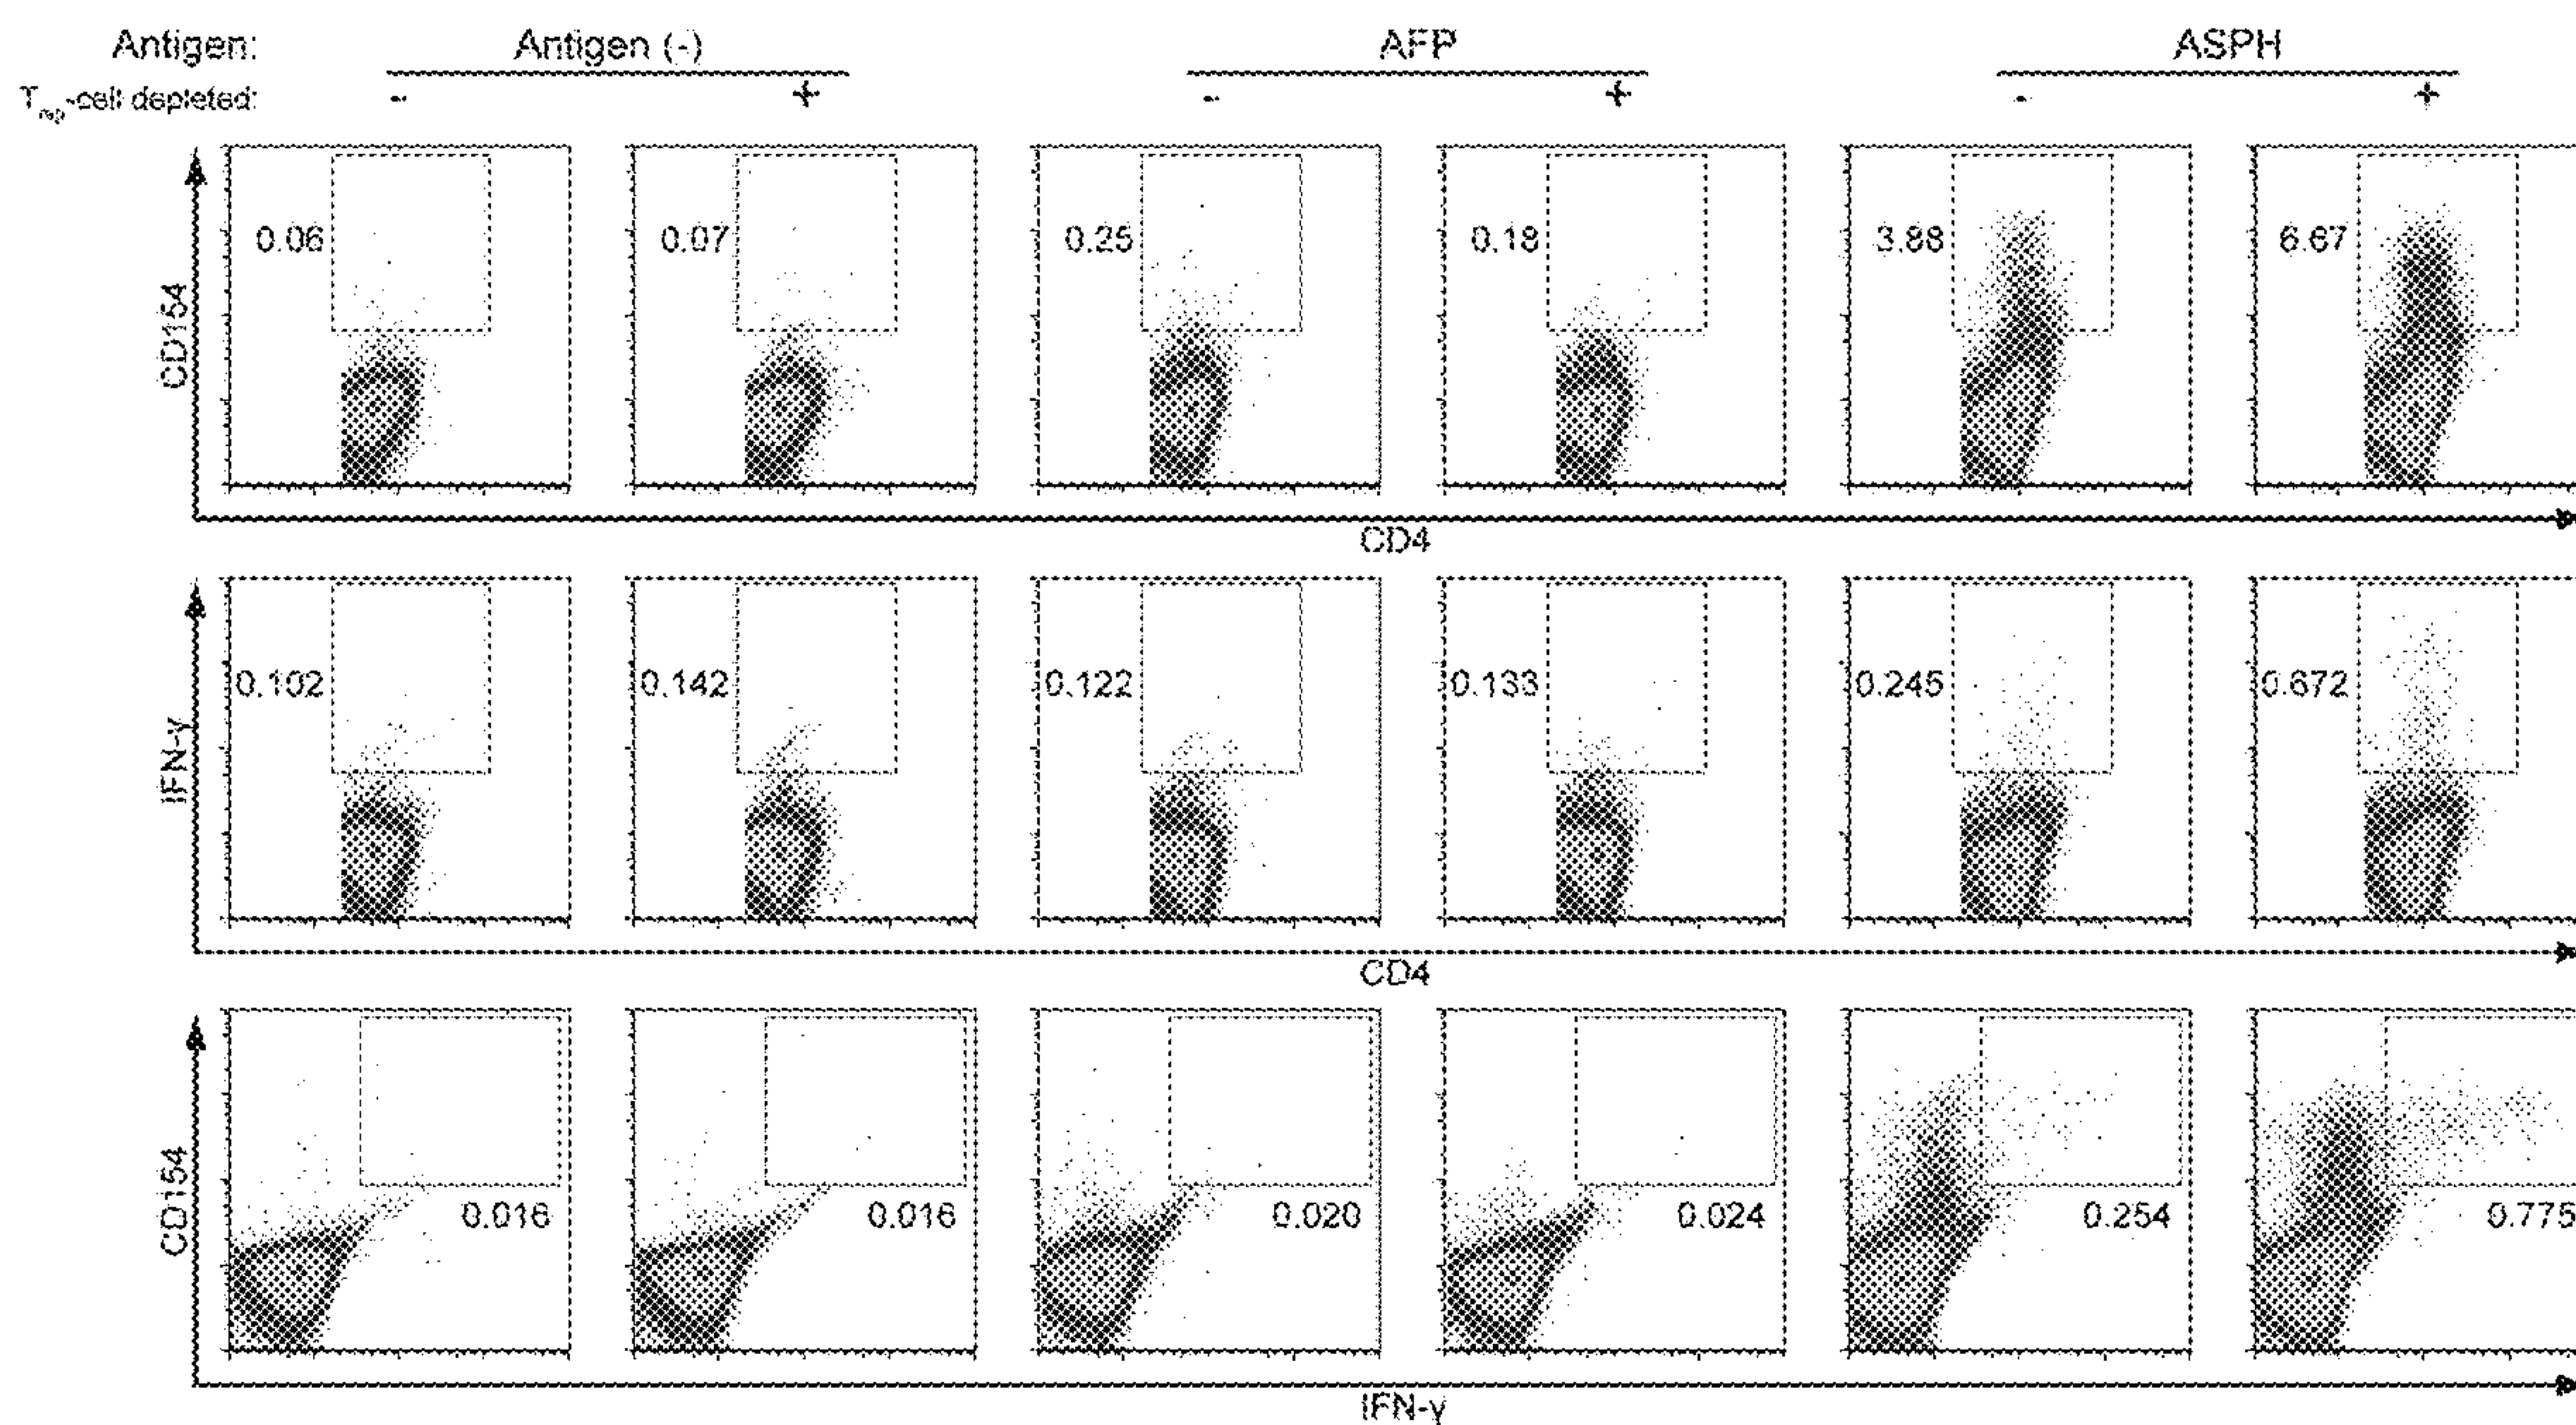 Antigen: Antigen (-) AFP ASPH
Treg-cell depleted: - + - + - +
CD154
0.06 0.07 0.25 0.18 3.88 6.67
CD4
IFN-γ
0.102 0.142 0.122 0.133 0.245 0.672
CD4
CD154
0.016 0.016 0.020 0.024 0.254 0.775
IFN-γ